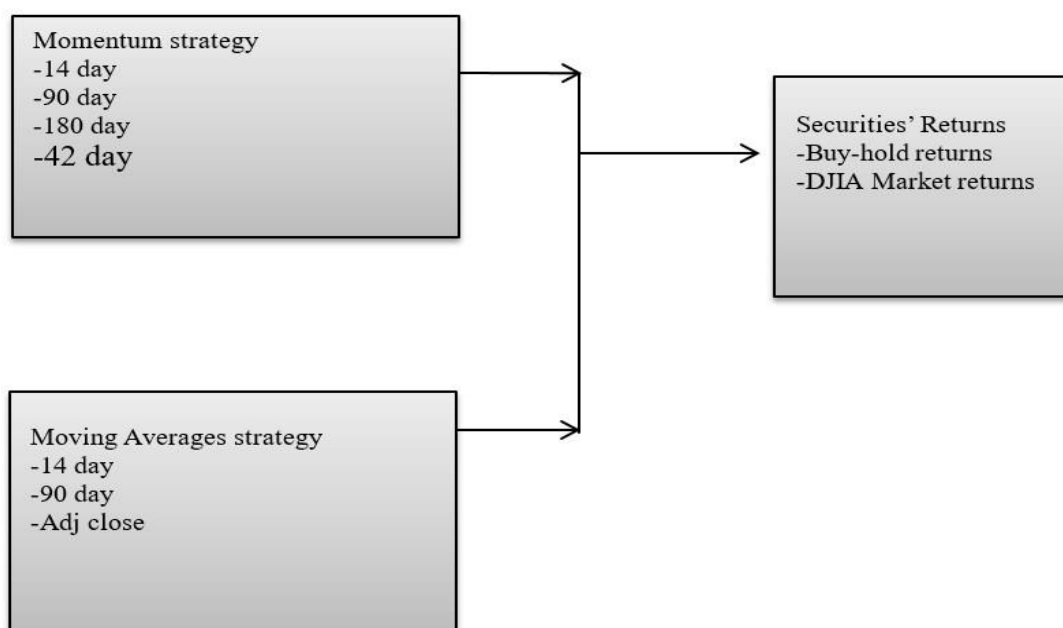 Momentum strategy
-14 day
-90 day
-180 day
-42 day
Securities’ Returns
-Buy-hold returns
-DJIA Market returns
Moving Averages strategy
-14 day
-90 day
-Adj close